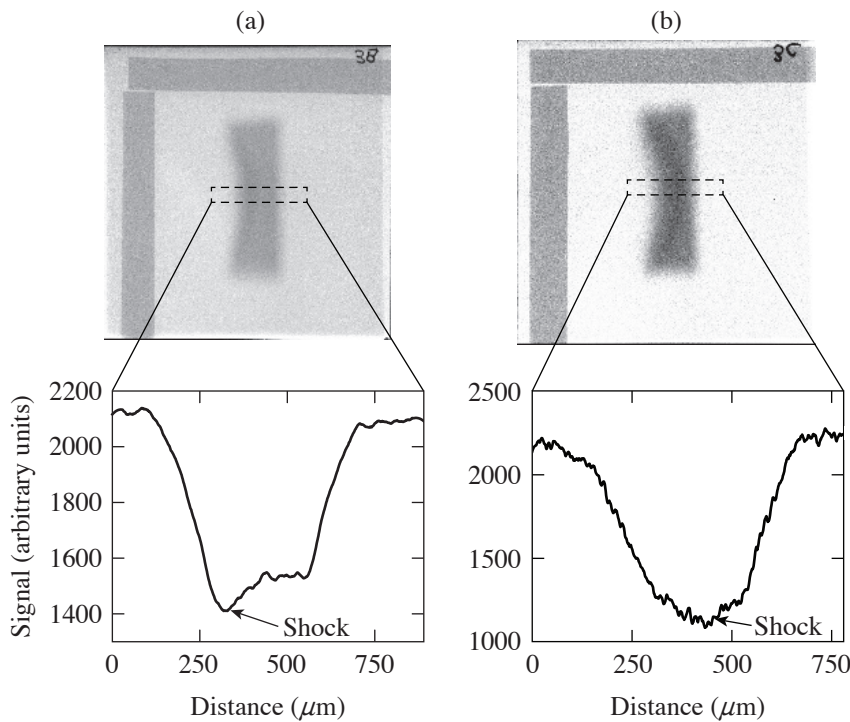 (a)
3B
2200
2000
1800
1600
1400
Signal (arbitrary units)
Shock
0 250 500 750
Distance (μm)
(b)
3C
2500
2000
1500
1000
Shock
0 250 500 750
Distance (μm)